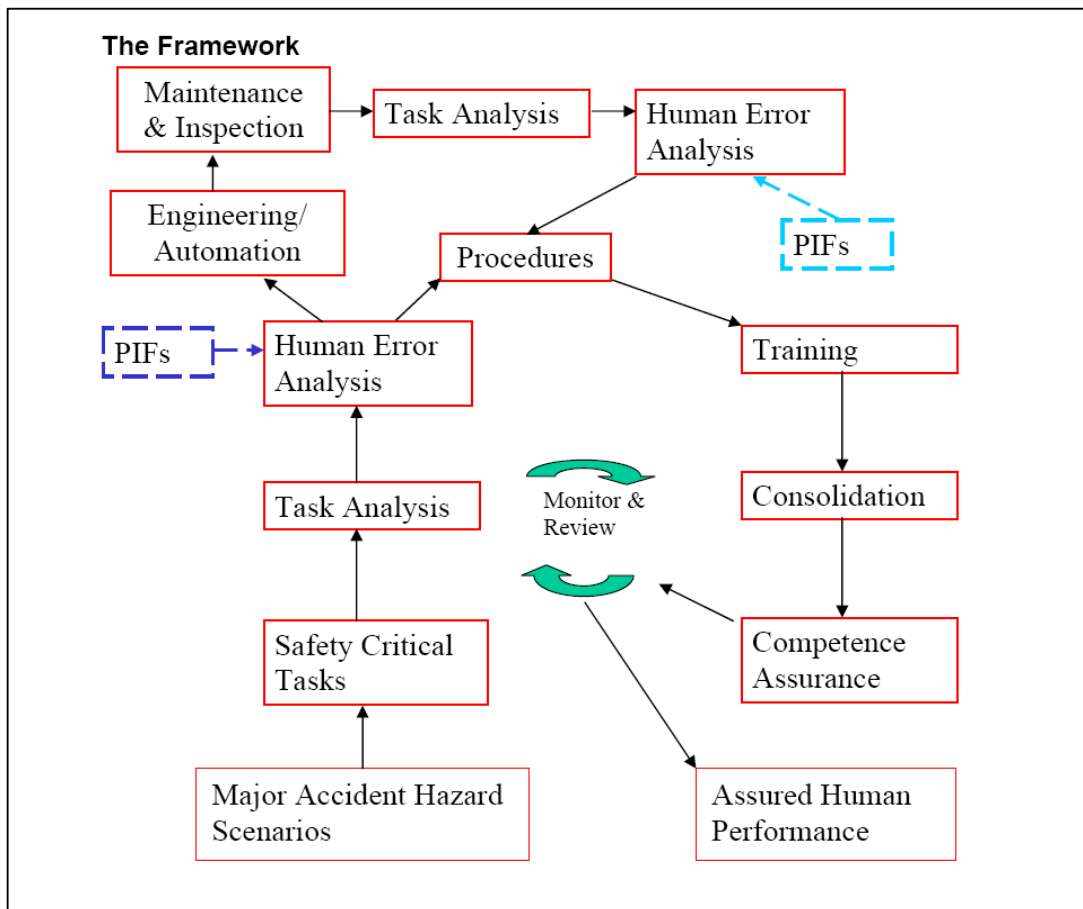 The Framework
Maintenance
& Inspection
Task Analysis
Human Error
Analysis
Engineering/
Automation
Procedures
PIFs
PIFs
Human Error
Analysis
Training
Task Analysis
Monitor &
Review
Consolidation
Safety Critical
Tasks
Competence
Assurance
Major Accident Hazard
Scenarios
Assured Human
Performance